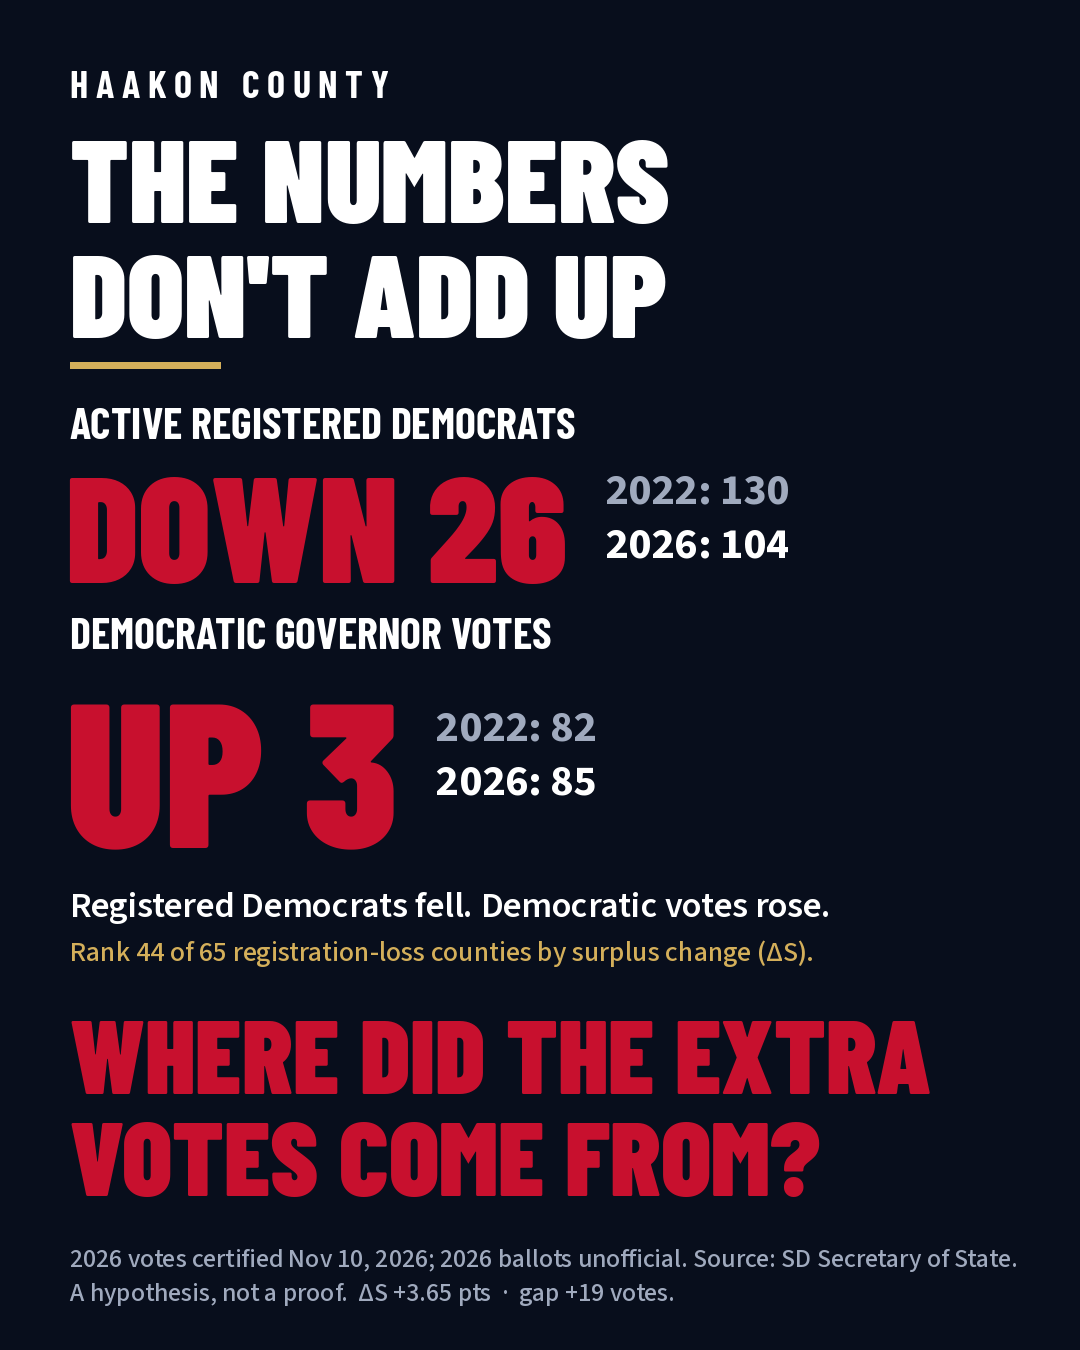 HAAKON COUNTY
THE NUMBERS
DON'T ADD UP
ACTIVE REGISTERED DEMOCRATS
DOWN 26
2022: 130
2026: 104
DEMOCRATIC GOVERNOR VOTES
UP 3
2022: 82
2026: 85
Registered Democrats fell. Democratic votes rose.
Rank 44 of 65 registration-loss counties by surplus change (ΔS).
WHERE DID THE EXTRA
VOTES COME FROM?
2026 votes certified Nov 10, 2026; 2026 ballots unofficial. Source: SD Secretary of State.
A hypothesis, not a proof. ΔS +3.65 pts · gap +19 votes.